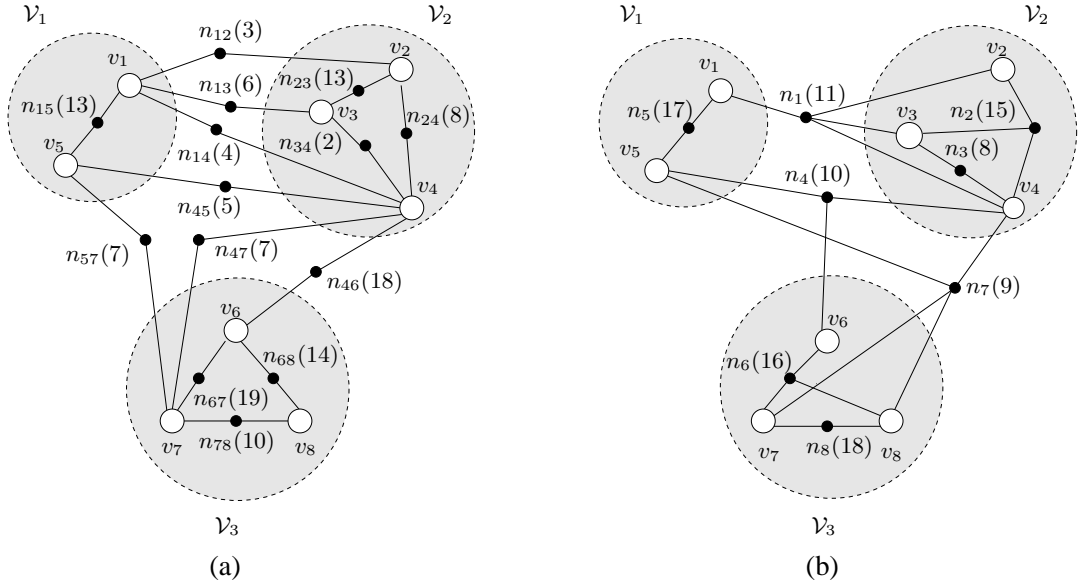 𝒱₁
𝒱₂
n₁₂(3)
v₁
v₂
n₂₃(13)
n₁₃(6)
n₁₅(13)
v₃
n₂₄(8)
n₃₄(2)
n₁₄(4)
v₅
v₄
n₄₅(5)
n₅₇(7)
n₄₇(7)
n₄₆(18)
v₆
n₆₈(14)
n₆₇(19)
v₇
n₇₈(10)
v₈
𝒱₃
(a)
𝒱₁
𝒱₂
v₂
v₁
n₁(11)
n₅(17)
v₃
n₂(15)
n₃(8)
v₅
n₄(10)
v₄
n₇(9)
v₆
n₆(16)
v₇
n₈(18)
v₈
𝒱₃
(b)